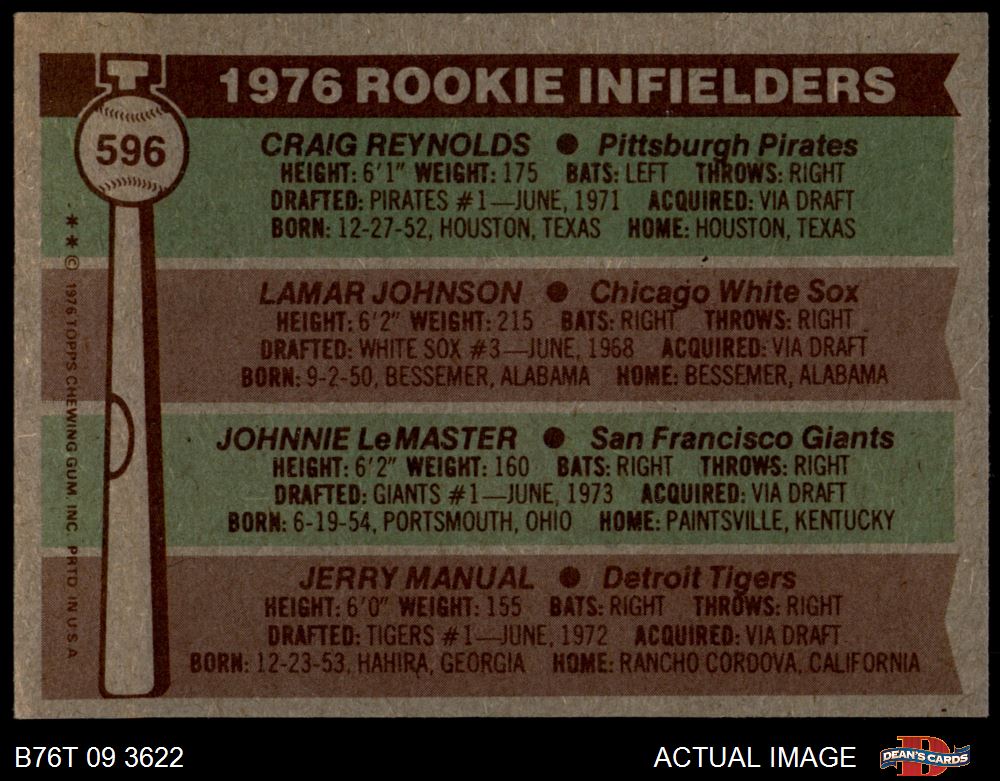 1976 ROOKIE INFIELDERS
596
CRAIG REYNOLDS ● Pittsburgh Pirates
HEIGHT: 6'1" WEIGHT: 175 BATS: LEFT THROWS: RIGHT
DRAFTED: PIRATES #1—JUNE, 1971 ACQUIRED: VIA DRAFT
BORN: 12-27-52, HOUSTON, TEXAS HOME: HOUSTON, TEXAS
LAMAR JOHNSON ● Chicago White Sox
HEIGHT: 6'2" WEIGHT: 215 BATS: RIGHT THROWS: RIGHT
DRAFTED: WHITE SOX #3—JUNE, 1968 ACQUIRED: VIA DRAFT
BORN: 9-2-50, BESSEMER, ALABAMA HOME: BESSEMER, ALABAMA
JOHNNIE LeMASTER ● San Francisco Giants
HEIGHT: 6'2" WEIGHT: 160 BATS: RIGHT THROWS: RIGHT
DRAFTED: GIANTS #1—JUNE, 1973 ACQUIRED: VIA DRAFT
BORN: 6-19-54, PORTSMOUTH, OHIO HOME: PAINTSVILLE, KENTUCKY
JERRY MANUAL ● Detroit Tigers
HEIGHT: 6'0" WEIGHT: 155 BATS: RIGHT THROWS: RIGHT
DRAFTED: TIGERS #1—JUNE, 1972 ACQUIRED: VIA DRAFT
BORN: 12-23-53, HAHIRA, GEORGIA HOME: RANCHO CORDOVA, CALIFORNIA
T
* * © 1976 TOPPS CHEWING GUM, INC. PRTD. IN U.S.A.
B76T 09 3622
ACTUAL IMAGE
D
DEAN'S CARDS